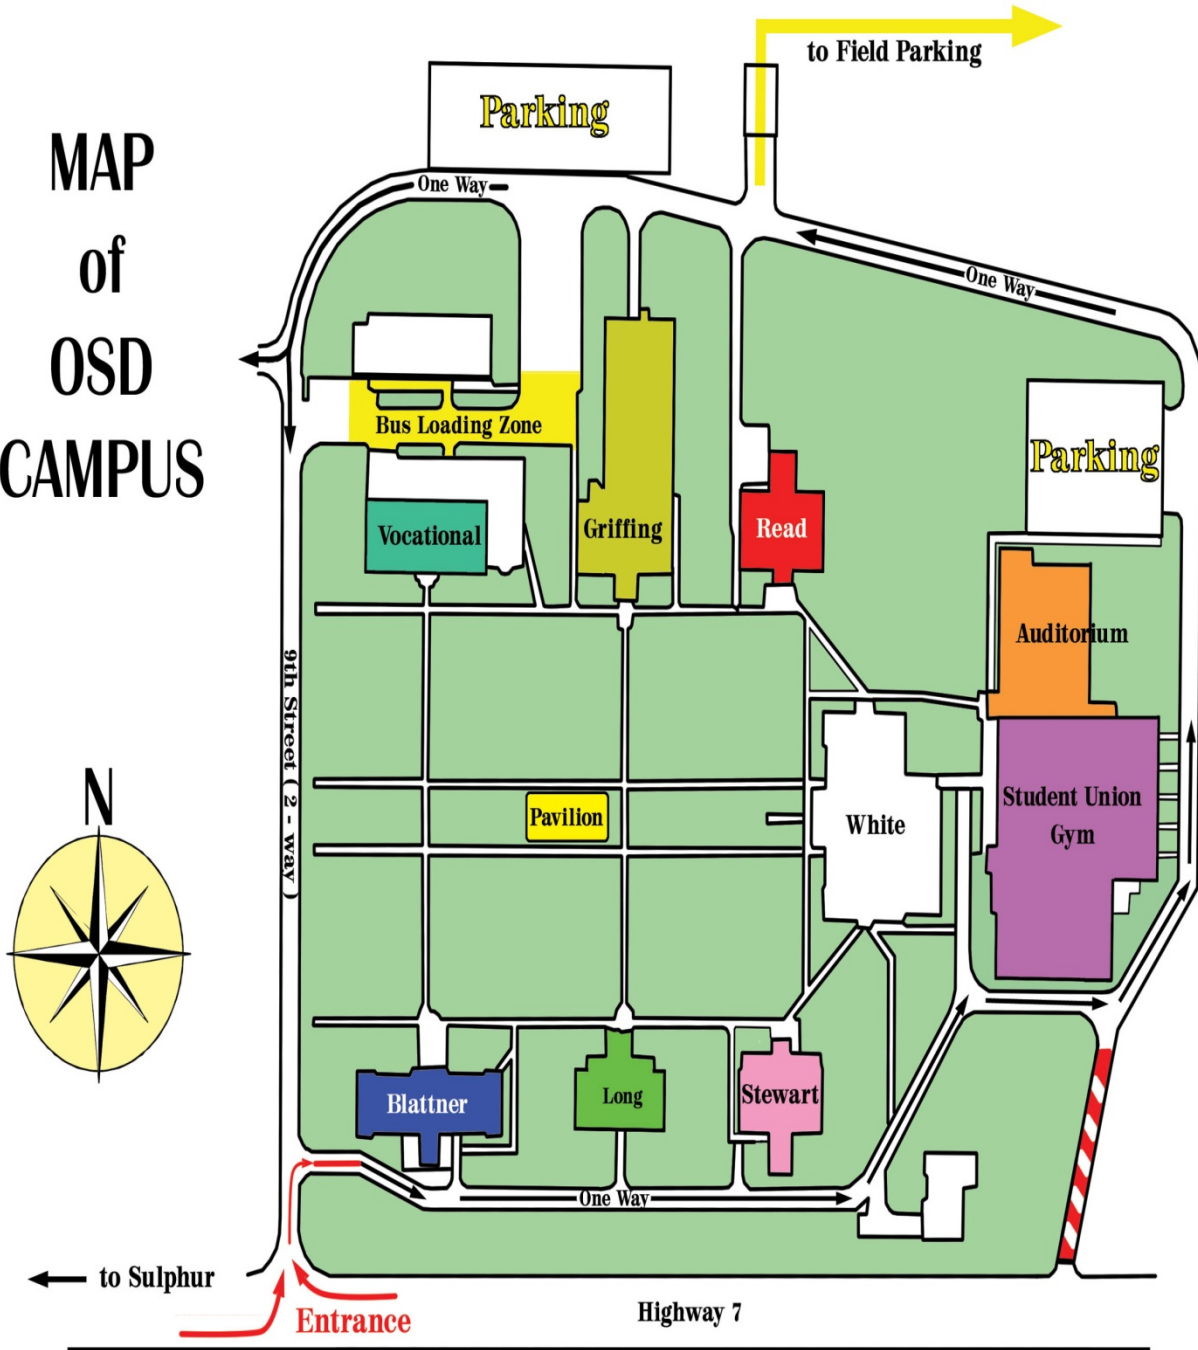 to Field Parking
Parking
MAP
of
OSD
CAMPUS
One Way
One Way
Bus Loading Zone
Parking
Vocational
Griffing
Read
Auditorium
9th Street ( 2 - way )
N
Pavilion
White
Student Union
Gym
Blattner
Long
Stewart
One Way
to Sulphur
Entrance
Highway 7